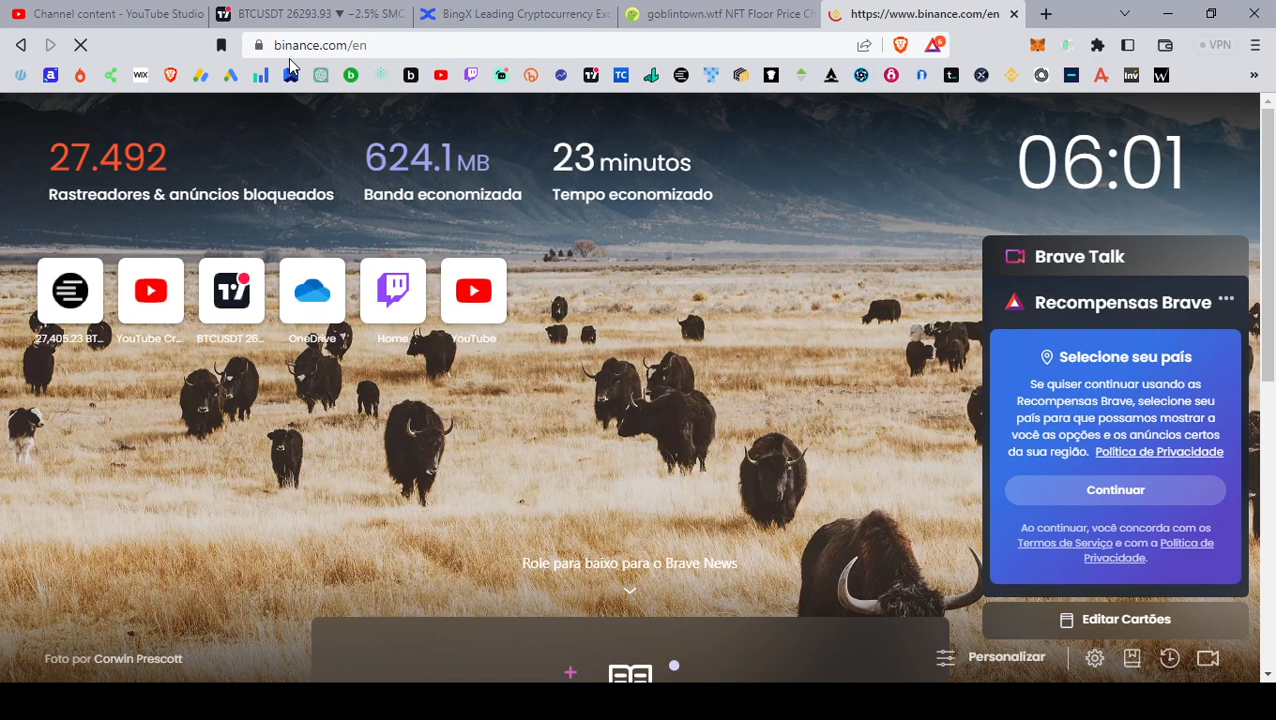 Channel content - YouTube Studio
BTCUSDT 26293.93 ▼ −2.5% SMC
BingX Leading Cryptocurrency Exc
goblintown.wtf NFT Floor Price Ch
https://www.binance.com/en
binance.com/en
6
VPN
WIX
27.492
Rastreadores & anúncios bloqueados
624.1 MB
Banda economizada
23 minutos
Tempo economizado
06:01
Brave Talk
Recompensas Brave
Selecione seu país
Se quiser continuar usando as
Recompensas Brave, selecione seu
país para que possamos mostrar a
você as opções e os anúncios certos
da sua região. Política de Privacidade
Continuar
Ao continuar, você concorda com os
Termos de Serviço e com a Política de
Privacidade.
27,405.23 BT...
YouTube Cr...
BTCUSDT 26...
OneDrive
Home
YouTube
Role para baixo para o Brave News
Editar Cartões
Foto por Corwin Prescott
Personalizar